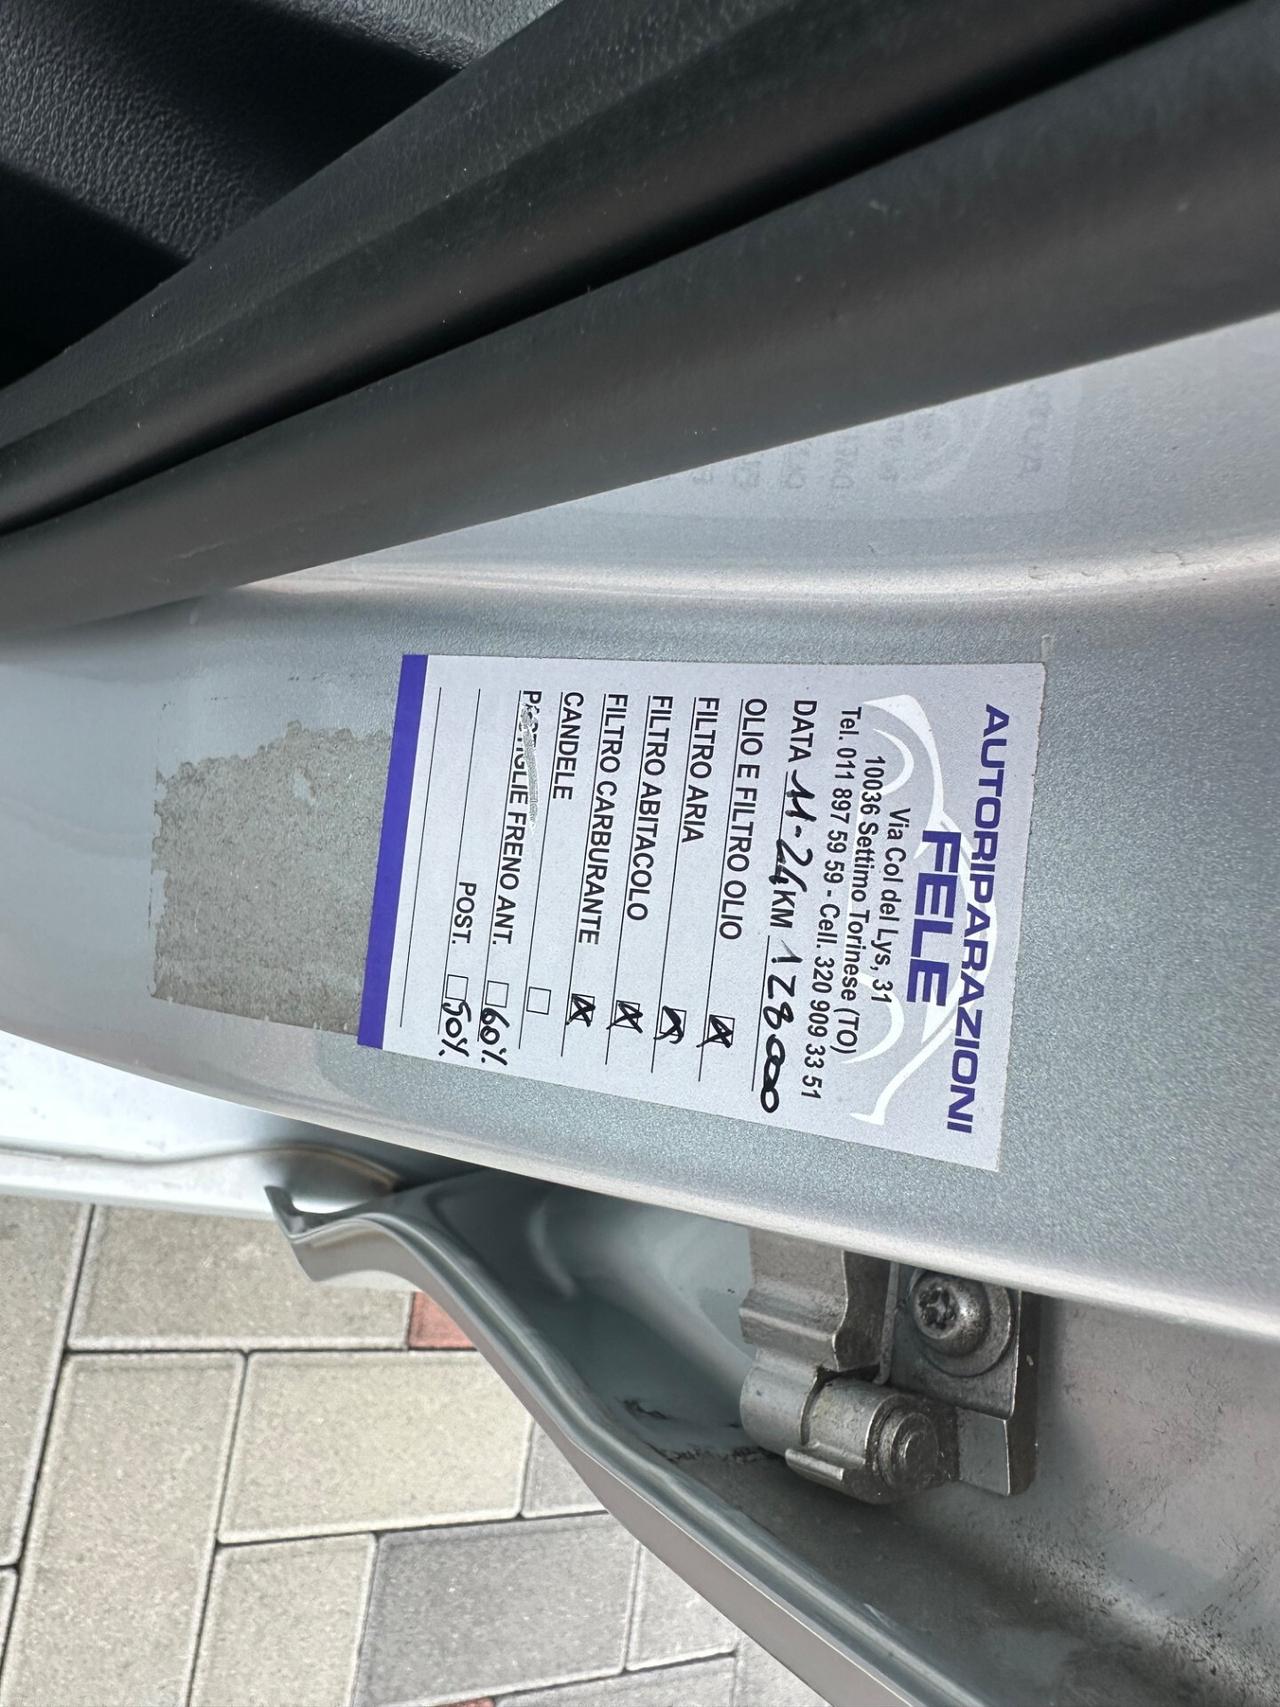 AUTORIPARAZIONI
FELE
Via Col del Lys, 31
10036 Settimo Torinese (TO)
Tel. 011 897 59 59 - Cell. 320 909 33 51
DATA 11-24 KM 128000
OLIO E FILTRO OLIO ☒
FILTRO ARIA ☒
FILTRO ABITACOLO ☒
FILTRO CARBURANTE ☒
CANDELE ☐
PASTIGLIE FRENO ANT. ☐ 60%
POST. ☐ 50%